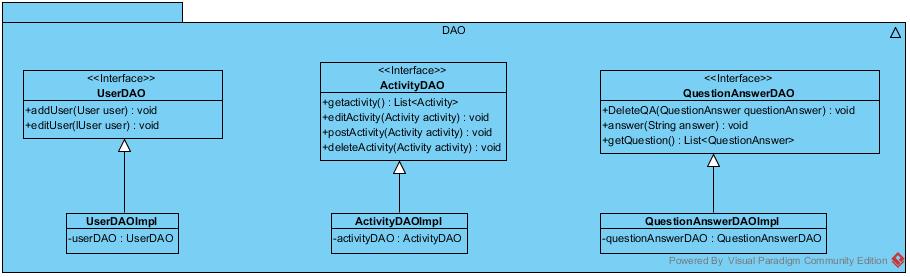 DAO
<<Interface>>
UserDAO
+addUser(User user) : void
+editUser(IUser user) : void
<<Interface>>
ActivityDAO
+getactivity() : List<Activity>
+editActivity(Activity activity) : void
+postActivity(Activity activity) : void
+deleteActivity(Activity activity) : void
<<Interface>>
QuestionAnswerDAO
+DeleteQA(QuestionAnswer questionAnswer) : void
+answer(String answer) : void
+getQuestion() : List<QuestionAnswer>
UserDAOImpl
-userDAO : UserDAO
ActivityDAOImpl
-activityDAO : ActivityDAO
QuestionAnswerDAOImpl
-questionAnswerDAO : QuestionAnswerDAO
Powered By Visual Paradigm Community Edition